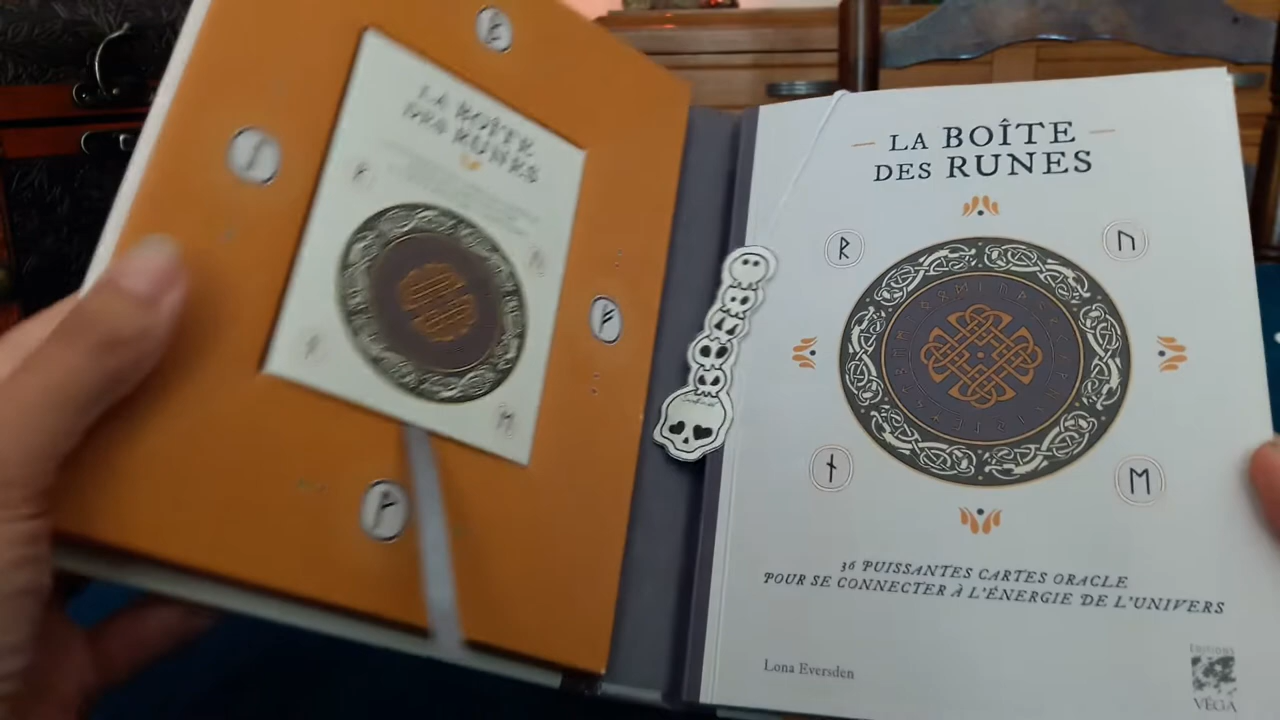 LA BOÎTE
DES RUNES
LA BOÎTE
DES RUNES
36 PUISSANTES CARTES ORACLE
POUR SE CONNECTER À L'ÉNERGIE DE L'UNIVERS
Lona Eversden
EDITIONS
VÉGA